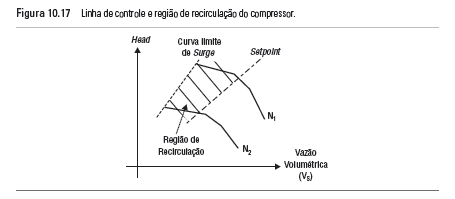 Figura 10.17 Linha de controle e região de recirculação do compressor.
Head
Curva limite
de Surge
Setpoint
N1
Região de
Recirculação
N2
Vazão
Volumétrica
(VS)